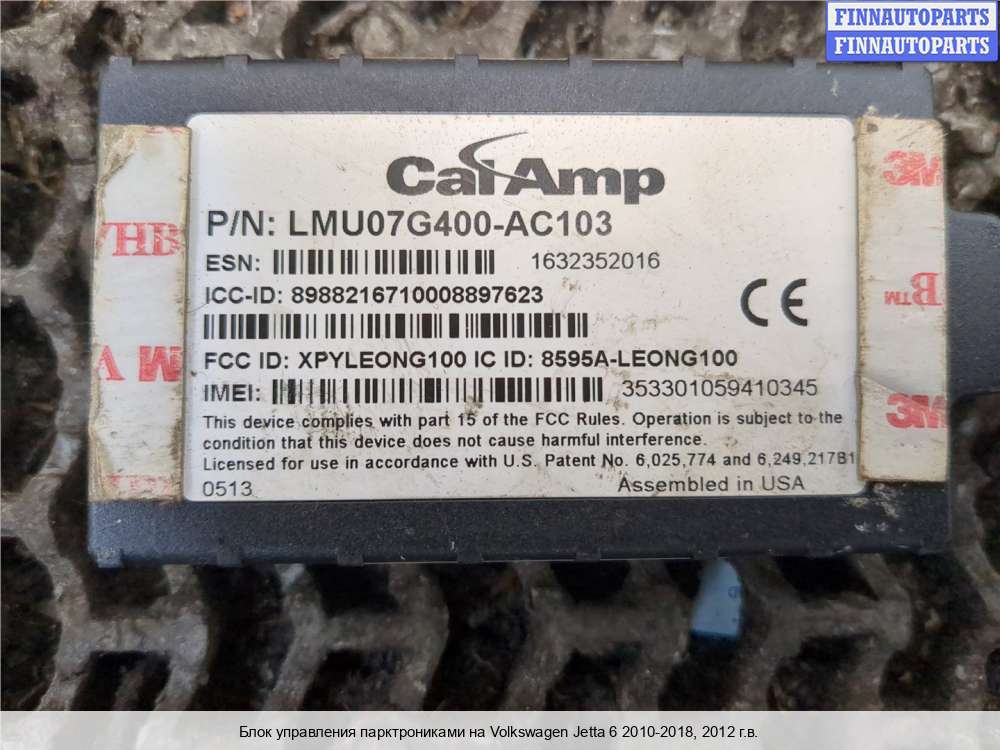 FINNAUTOPARTS
FINNAUTOPARTS
CalAmp
P/N: LMU07G400-AC103
ESN: 1632352016
ICC-ID: 8988216710008897623
FCC ID: XPYLEONG100 IC ID: 8595A-LEONG100
IMEI: 353301059410345
This device complies with part 15 of the FCC Rules. Operation is subject to the
condition that this device does not cause harmful interference.
Licensed for use in accordance with U.S. Patent No. 6,025,774 and 6,249,217B1
0513 Assembled in USA
CE
VHB
3M
3M
Блок управления парктрониками на Volkswagen Jetta 6 2010-2018, 2012 г.в.